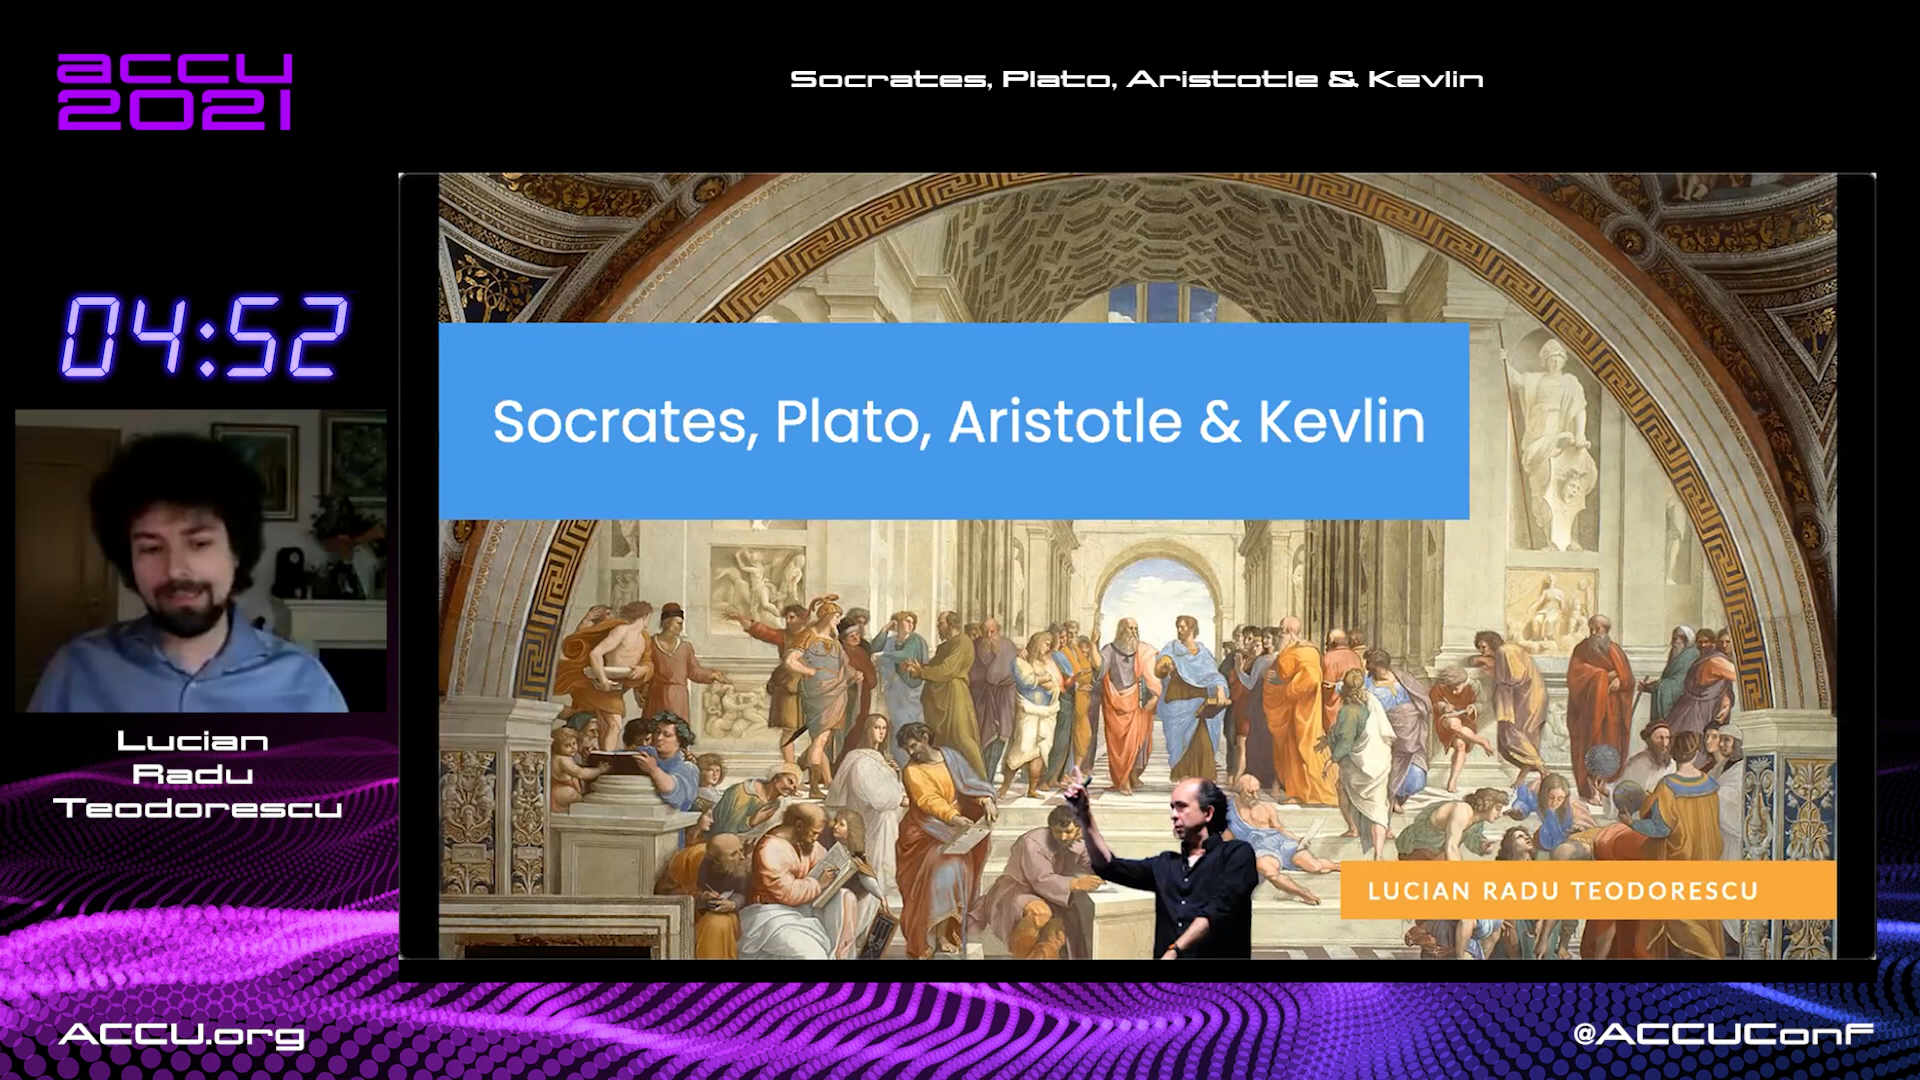 accu
2021
Socrates, Plato, Aristotle & Kevlin
04:52
Socrates, Plato, Aristotle & Kevlin
Lucian
Radu
Teodorescu
LUCIAN RADU TEODORESCU
ACCU.org
@ACCUConf